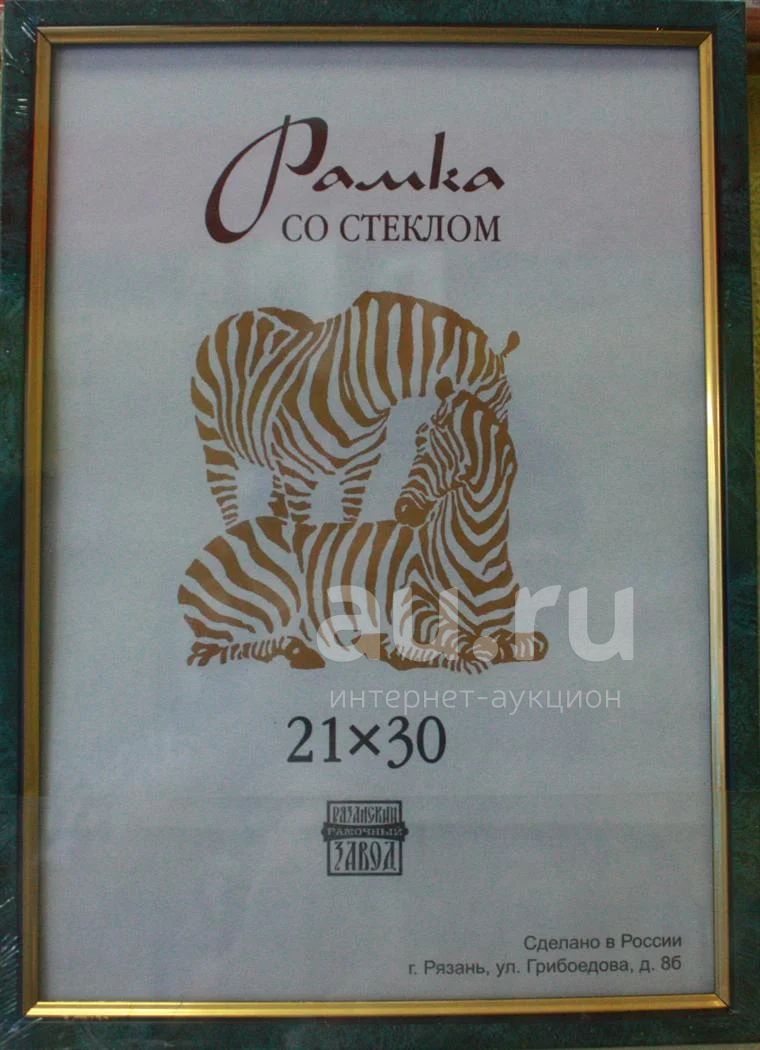 Рамка
СО СТЕКЛОМ
au.ru
интернет-аукцион
21×30
РЯЗАНСКИЙ
РАМОЧНЫЙ
ЗАВОД
Сделано в России
г. Рязань, ул. Грибоедова, д. 8б